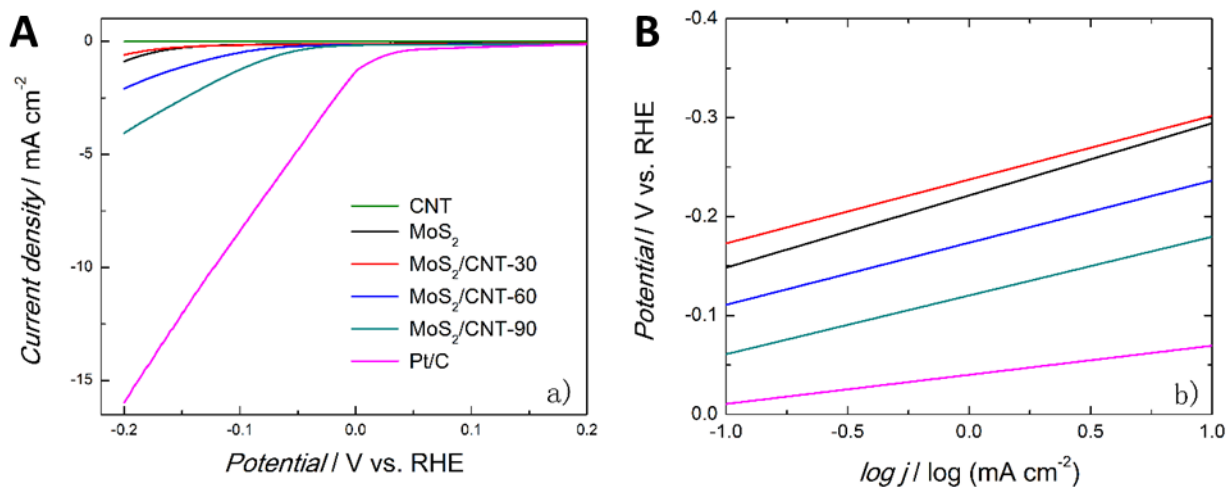 A
0
-5
-10
-15
Current density / mA cm⁻²
CNT
MoS₂
MoS₂/CNT-30
MoS₂/CNT-60
MoS₂/CNT-90
Pt/C
a)
-0.2 -0.1 0.0 0.1 0.2
Potential / V vs. RHE
B
-0.4
-0.3
-0.2
-0.1
0.0
Potential / V vs. RHE
b)
-1.0 -0.5 0.0 0.5 1.0
log j / log (mA cm⁻²)